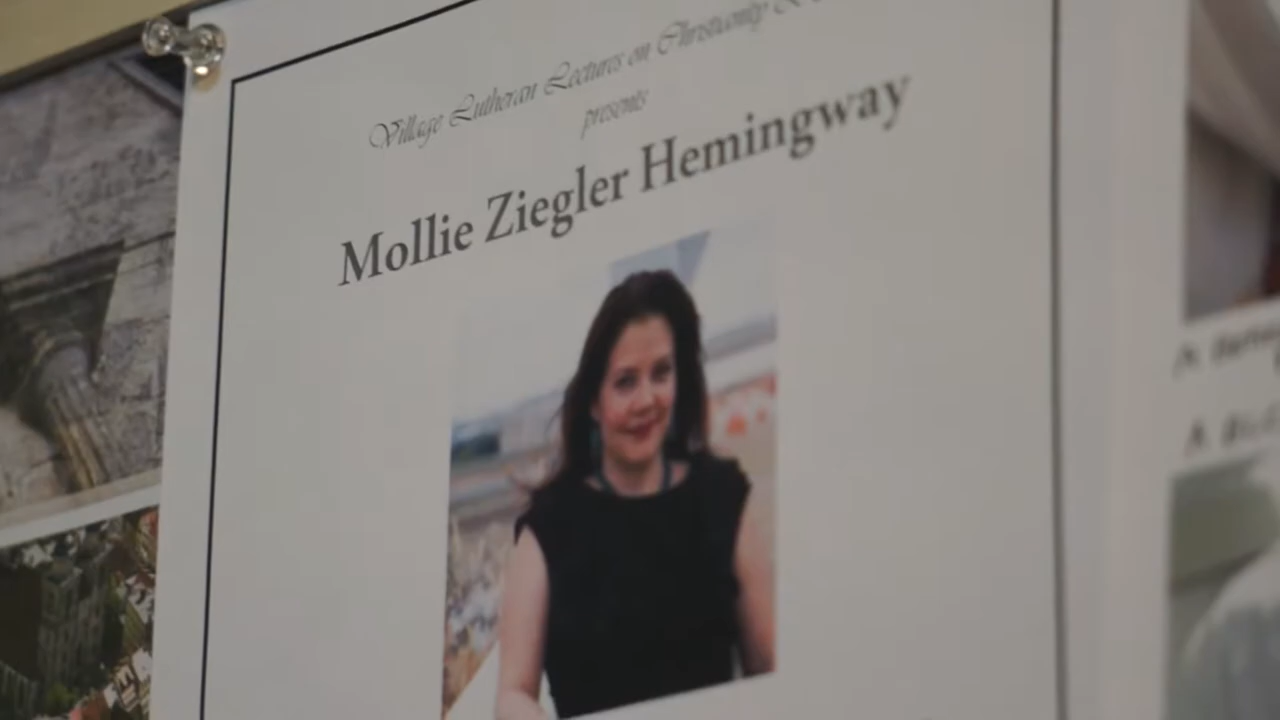 Village Lutheran Lectures on Christianity
presents
Mollie Ziegler Hemingway
A